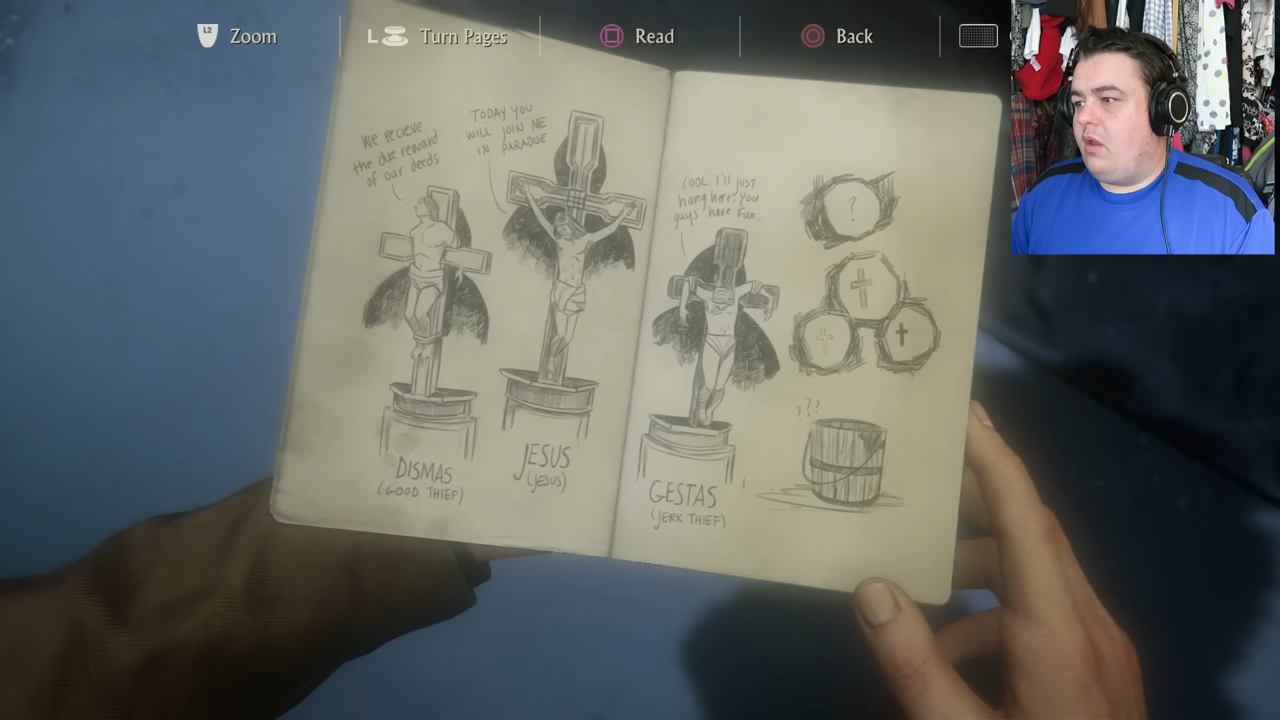 L2 Zoom
L Turn Pages
Read
Back
We recieve
the due reward
of our deeds
TODAY YOU
WILL JOIN ME
IN PARADISE
COOL I'll JUST
hang here. you
guys have fun..
?
???
DISMAS
(GOOD THIEF)
JESUS
(JESUS)
GESTAS
(JERK THIEF)